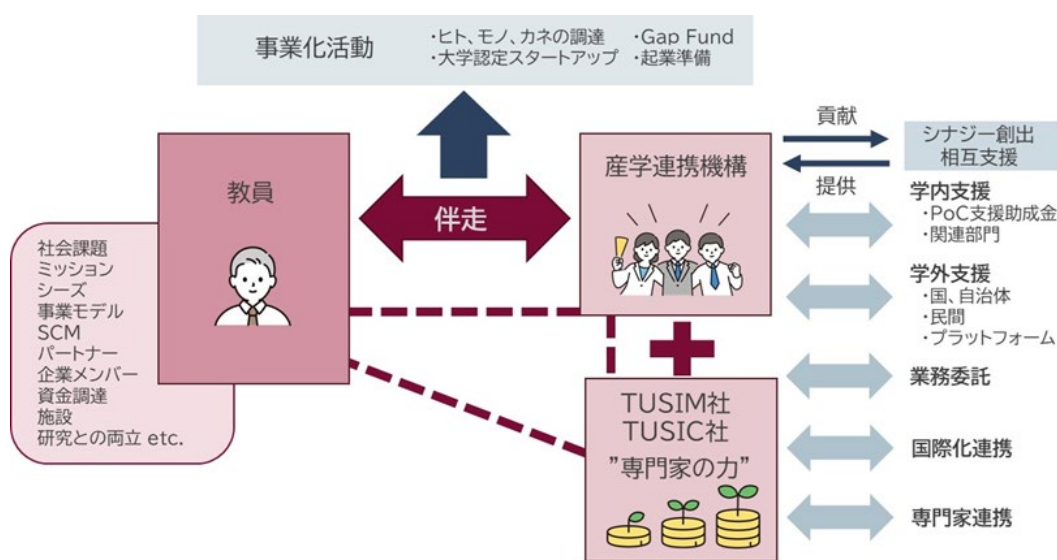 事業化活動
・ヒト、モノ、カネの調達
・Gap Fund
・大学認定スタートアップ
・起業準備
教員
伴走
産学連携機構
貢献
提供
シナジー創出
相互支援
社会課題
ミッション
シーズ
事業モデル
SCM
パートナー
企業メンバー
資金調達
施設
研究との両立 etc.
TUSIM社
TUSIC社
”専門家の力”
学内支援
・PoC支援助成金
・関連部門
学外支援
・国、自治体
・民間
・プラットフォーム
業務委託
国際化連携
専門家連携